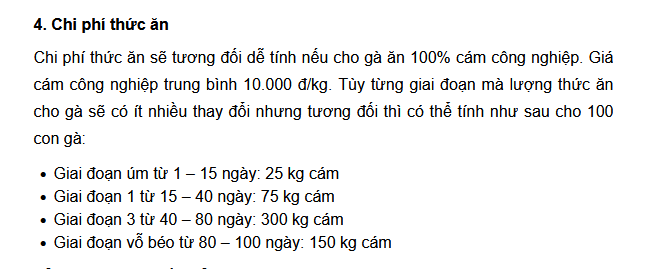 4. Chi phí thức ăn
Chi phí thức ăn sẽ tương đối dễ tính nếu cho gà ăn 100% cám công nghiệp. Giá
cám công nghiệp trung bình 10.000 đ/kg. Tùy từng giai đoạn mà lượng thức ăn
cho gà sẽ có ít nhiều thay đổi nhưng tương đối thì có thể tính như sau cho 100
con gà:
• Giai đoạn úm từ 1 – 15 ngày: 25 kg cám
• Giai đoạn 1 từ 15 – 40 ngày: 75 kg cám
• Giai đoạn 3 từ 40 – 80 ngày: 300 kg cám
• Giai đoạn vỗ béo từ 80 – 100 ngày: 150 kg cám